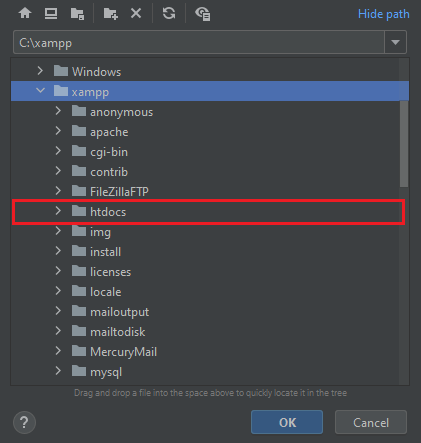 Hide path
C:\xampp
Windows
xampp
anonymous
apache
cgi-bin
contrib
FileZillaFTP
htdocs
img
install
licenses
locale
mailoutput
mailtodisk
MercuryMail
mysql
Drag and drop a file into the space above to quickly locate it in the tree
?
OK
Cancel